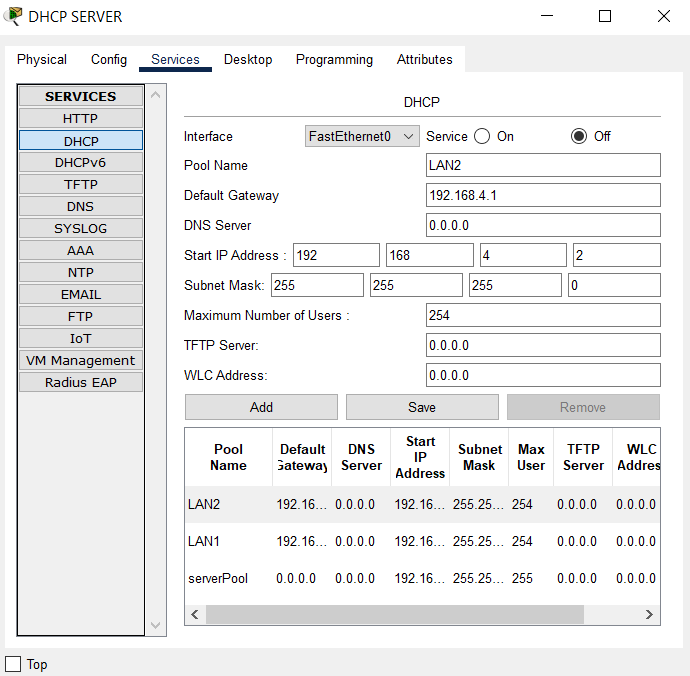 DHCP SERVER
Physical Config Services Desktop Programming Attributes
SERVICES
HTTP
DHCP
DHCPv6
TFTP
DNS
SYSLOG
AAA
NTP
EMAIL
FTP
IoT
VM Management
Radius EAP
DHCP
Interface FastEthernet0 Service On Off
Pool Name LAN2
Default Gateway 192.168.4.1
DNS Server 0.0.0.0
Start IP Address : 192 168 4 2
Subnet Mask: 255 255 255 0
Maximum Number of Users : 254
TFTP Server: 0.0.0.0
WLC Address: 0.0.0.0
Add Save Remove
Pool Name Default Gateway DNS Server Start IP Address Subnet Mask Max User TFTP Server WLC Addres
LAN2 192.16... 0.0.0.0 192.16... 255.25... 254 0.0.0.0 0.0.0.0
LAN1 192.16... 0.0.0.0 192.16... 255.25... 254 0.0.0.0 0.0.0.0
serverPool 0.0.0.0 0.0.0.0 192.16... 255.25... 255 0.0.0.0 0.0.0.0
Top